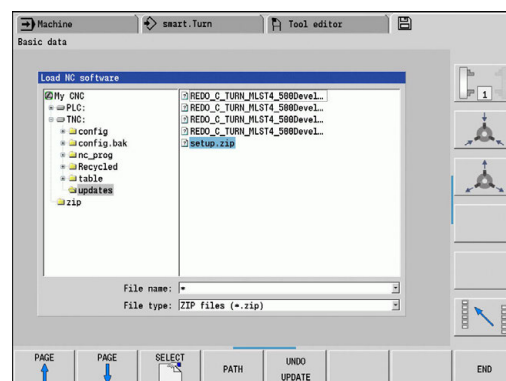 Machine
smart.Turn
Tool editor
Basic data
Load NC software
My CNC
PLC:
TNC:
config
config.bak
nc_prog
Recycled
table
updates
zip
REDO_C_TURN_MLST4_580Devel...
REDO_C_TURN_MLST4_580Devel...
REDO_C_TURN_MLST4_580Devel...
REDO_C_TURN_MLST4_580Devel...
setup.zip
File name: *
File type: ZIP files (*.zip)
1
PAGE
PAGE
SELECT
PATH
UNDO
UPDATE
END